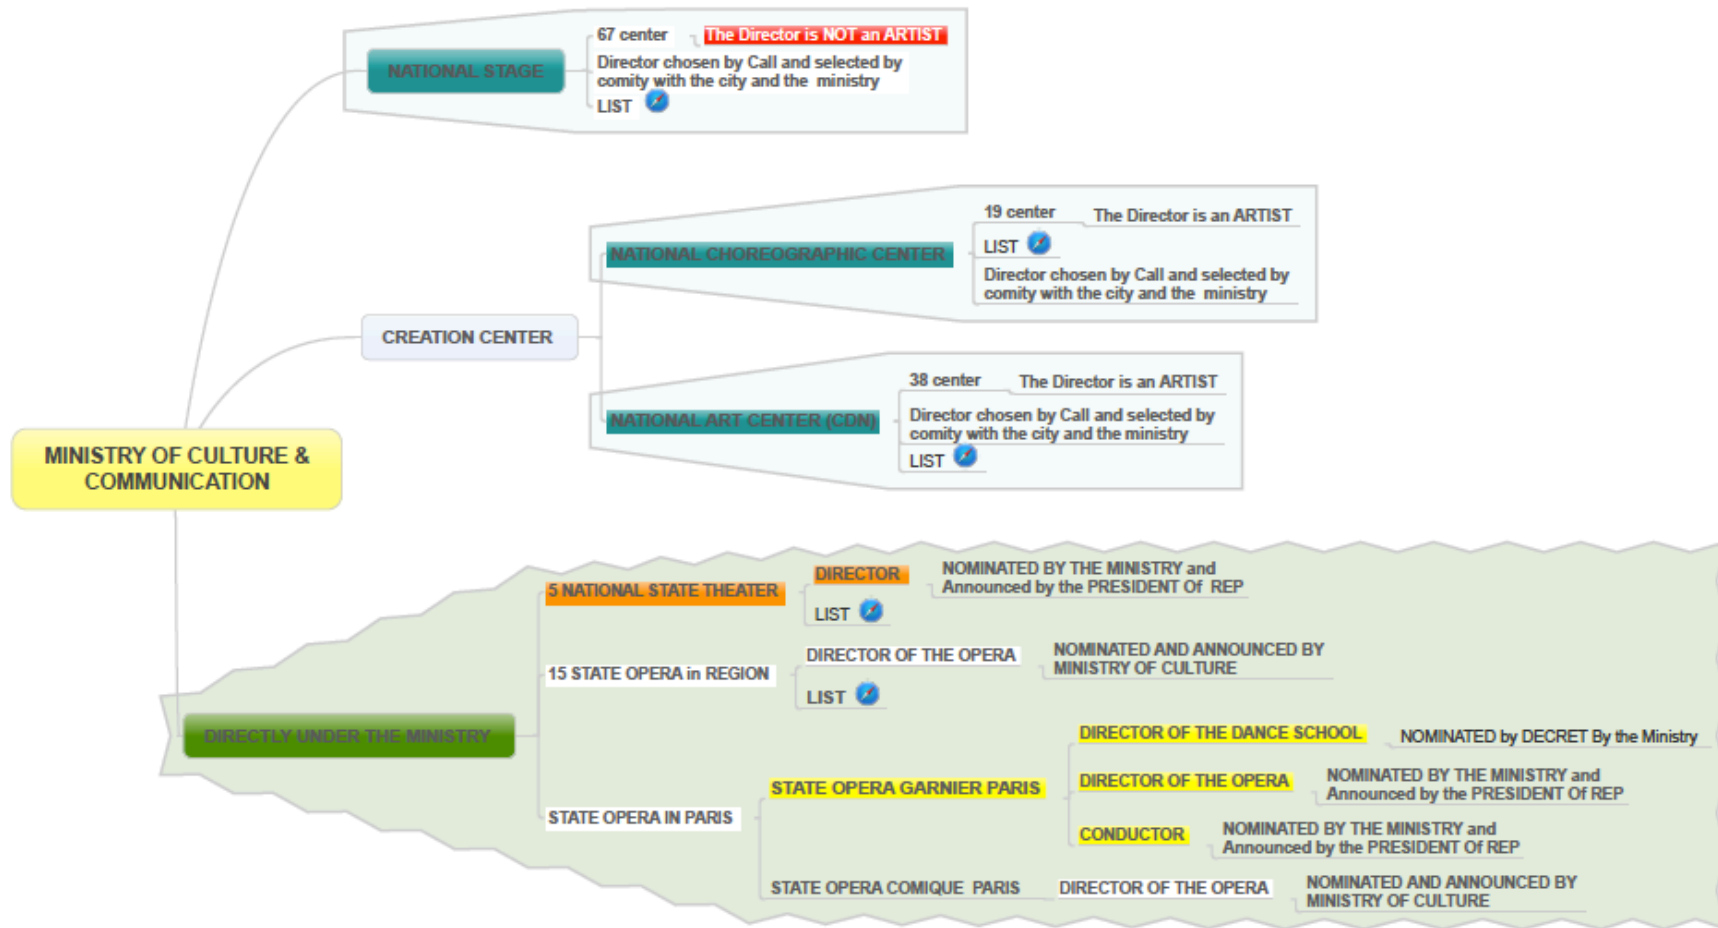 67 center
The Director is NOT an ARTIST
NATIONAL STAGE
Director chosen by Call and selected by
comity with the city and the ministry
LIST
19 center
The Director is an ARTIST
NATIONAL CHOREOGRAPHIC CENTER
LIST
Director chosen by Call and selected by
comity with the city and the ministry
CREATION CENTER
38 center
The Director is an ARTIST
NATIONAL ART CENTER (CDN)
Director chosen by Call and selected by
comity with the city and the ministry
LIST
MINISTRY OF CULTURE &
COMMUNICATION
5 NATIONAL STATE THEATER
DIRECTOR
NOMINATED BY THE MINISTRY and
Announced by the PRESIDENT Of REP
LIST
15 STATE OPERA in REGION
DIRECTOR OF THE OPERA
NOMINATED AND ANNOUNCED BY
MINISTRY OF CULTURE
LIST
DIRECTLY UNDER THE MINISTRY
STATE OPERA IN PARIS
STATE OPERA GARNIER PARIS
DIRECTOR OF THE DANCE SCHOOL
NOMINATED by DECRET By the Ministry
DIRECTOR OF THE OPERA
NOMINATED BY THE MINISTRY and
Announced by the PRESIDENT Of REP
CONDUCTOR
NOMINATED BY THE MINISTRY and
Announced by the PRESIDENT Of REP
STATE OPERA COMIQUE PARIS
DIRECTOR OF THE OPERA
NOMINATED AND ANNOUNCED BY
MINISTRY OF CULTURE